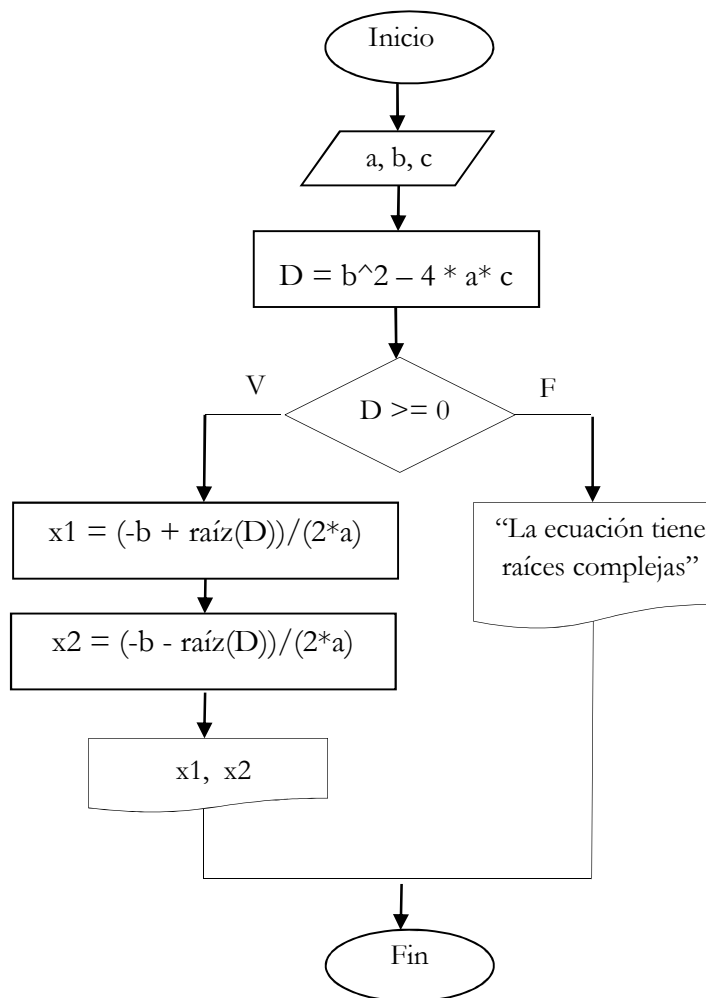 Inicio
a, b, c
D = b^2 – 4 * a* c
V
D >= 0
F
x1 = (-b + raíz(D))/(2*a)
x2 = (-b - raíz(D))/(2*a)
x1,  x2
“La ecuación tiene
raíces complejas”
Fin